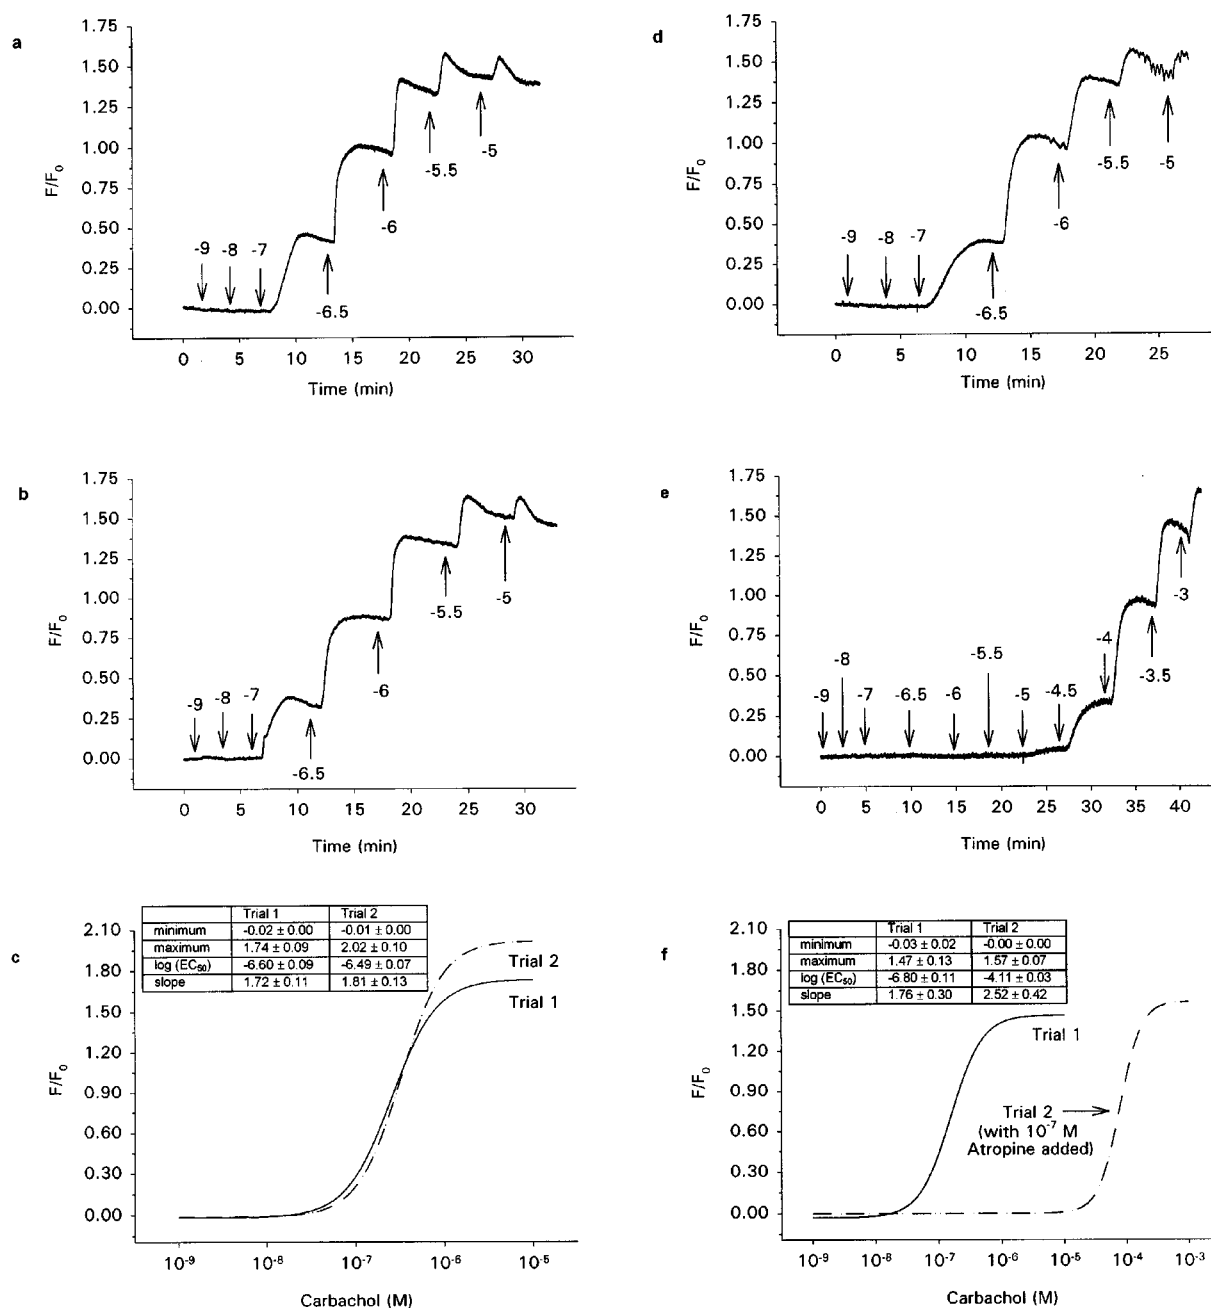 a
1.75
1.50
1.25
1.00
0.75
0.50
0.25
0.00
F/F₀
-9
-8
-7
-6.5
-6
-5.5
-5
0 5 10 15 20 25 30
Time (min)
d
1.75
1.50
1.25
1.00
0.75
0.50
0.25
0.00
F/F₀
-9
-8
-7
-6.5
-6
-5.5
-5
0 5 10 15 20 25
Time (min)
b
1.75
1.50
1.25
1.00
0.75
0.50
0.25
0.00
F/F₀
-9
-8
-7
-6.5
-6
-5.5
-5
0 5 10 15 20 25 30
Time (min)
e
1.75
1.50
1.25
1.00
0.75
0.50
0.25
0.00
F/F₀
-9
-8
-7
-6.5
-6
-5.5
-5
-4.5
-4
-3.5
-3
0 5 10 15 20 25 30 35 40
Time (min)
c
Trial 1 Trial 2
minimum -0.02 ± 0.00 -0.01 ± 0.00
maximum 1.74 ± 0.09 2.02 ± 0.10
log (EC₅₀) -6.60 ± 0.09 -6.49 ± 0.07
slope 1.72 ± 0.11 1.81 ± 0.13
2.10
1.80
1.50
1.20
0.90
0.60
0.30
0.00
F/F₀
Trial 2
Trial 1
10⁻⁹ 10⁻⁸ 10⁻⁷ 10⁻⁶ 10⁻⁵
Carbachol (M)
f
Trial 1 Trial 2
minimum -0.03 ± 0.02 -0.00 ± 0.00
maximum 1.47 ± 0.13 1.57 ± 0.07
log (EC₅₀) -6.80 ± 0.11 -4.11 ± 0.03
slope 1.76 ± 0.30 2.52 ± 0.42
2.10
1.80
1.50
1.20
0.90
0.60
0.30
0.00
F/F₀
Trial 1
Trial 2
(with 10⁻⁷ M
Atropine added)
10⁻⁹ 10⁻⁸ 10⁻⁷ 10⁻⁶ 10⁻⁵ 10⁻⁴ 10⁻³
Carbachol (M)